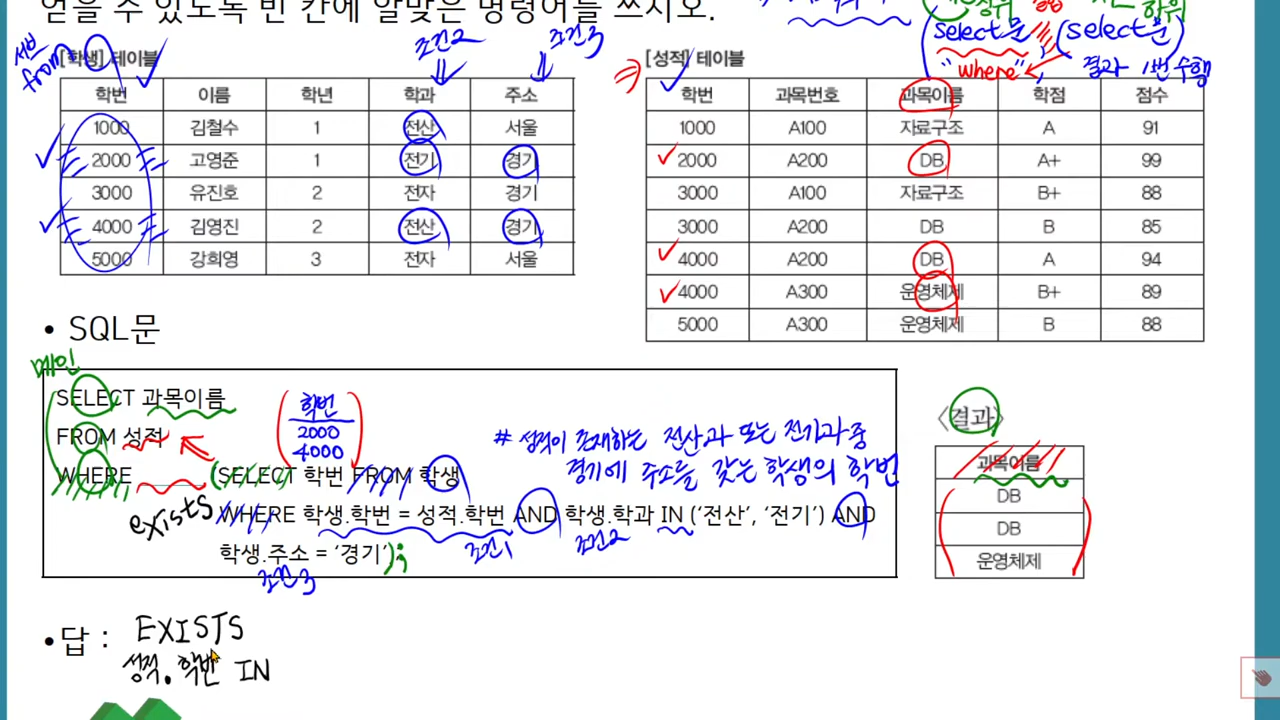 얻을 수 있도록 빈 칸에 알맞은 명령어를 쓰시오.
select문 (select문)
"where" 결과 1번 수행
서브 from
조건2 조건3
[학생] 테이블
학번 이름 학년 학과 주소
1000 김철수 1 전산 서울
2000 고영준 1 전기 경기
3000 유진호 2 전자 경기
4000 김영진 2 전산 경기
5000 강희영 3 전자 서울
[성적] 테이블
학번 과목번호 과목이름 학점 점수
1000 A100 자료구조 A 91
2000 A200 DB A+ 99
3000 A100 자료구조 B+ 88
3000 A200 DB B 85
4000 A200 DB A 94
4000 A300 운영체제 B+ 89
5000 A300 운영체제 B 88
• SQL문
메인
SELECT 과목이름
FROM 성적
WHERE (SELECT 학번 FROM 학생
exists
WHERE 학생.학번 = 성적.학번 AND 학생.학과 IN (‘전산’, ‘전기’) AND
학생.주소 = ‘경기’);
학번
2000
4000
# 성적이 존재하는 전산과 또는 전기과 중
경기에 주소를 갖는 학생의 학번
조건1 조건2
조건3
<결과>
과목이름
DB
DB
운영체제
•답 : EXISTS
성적.학번 IN